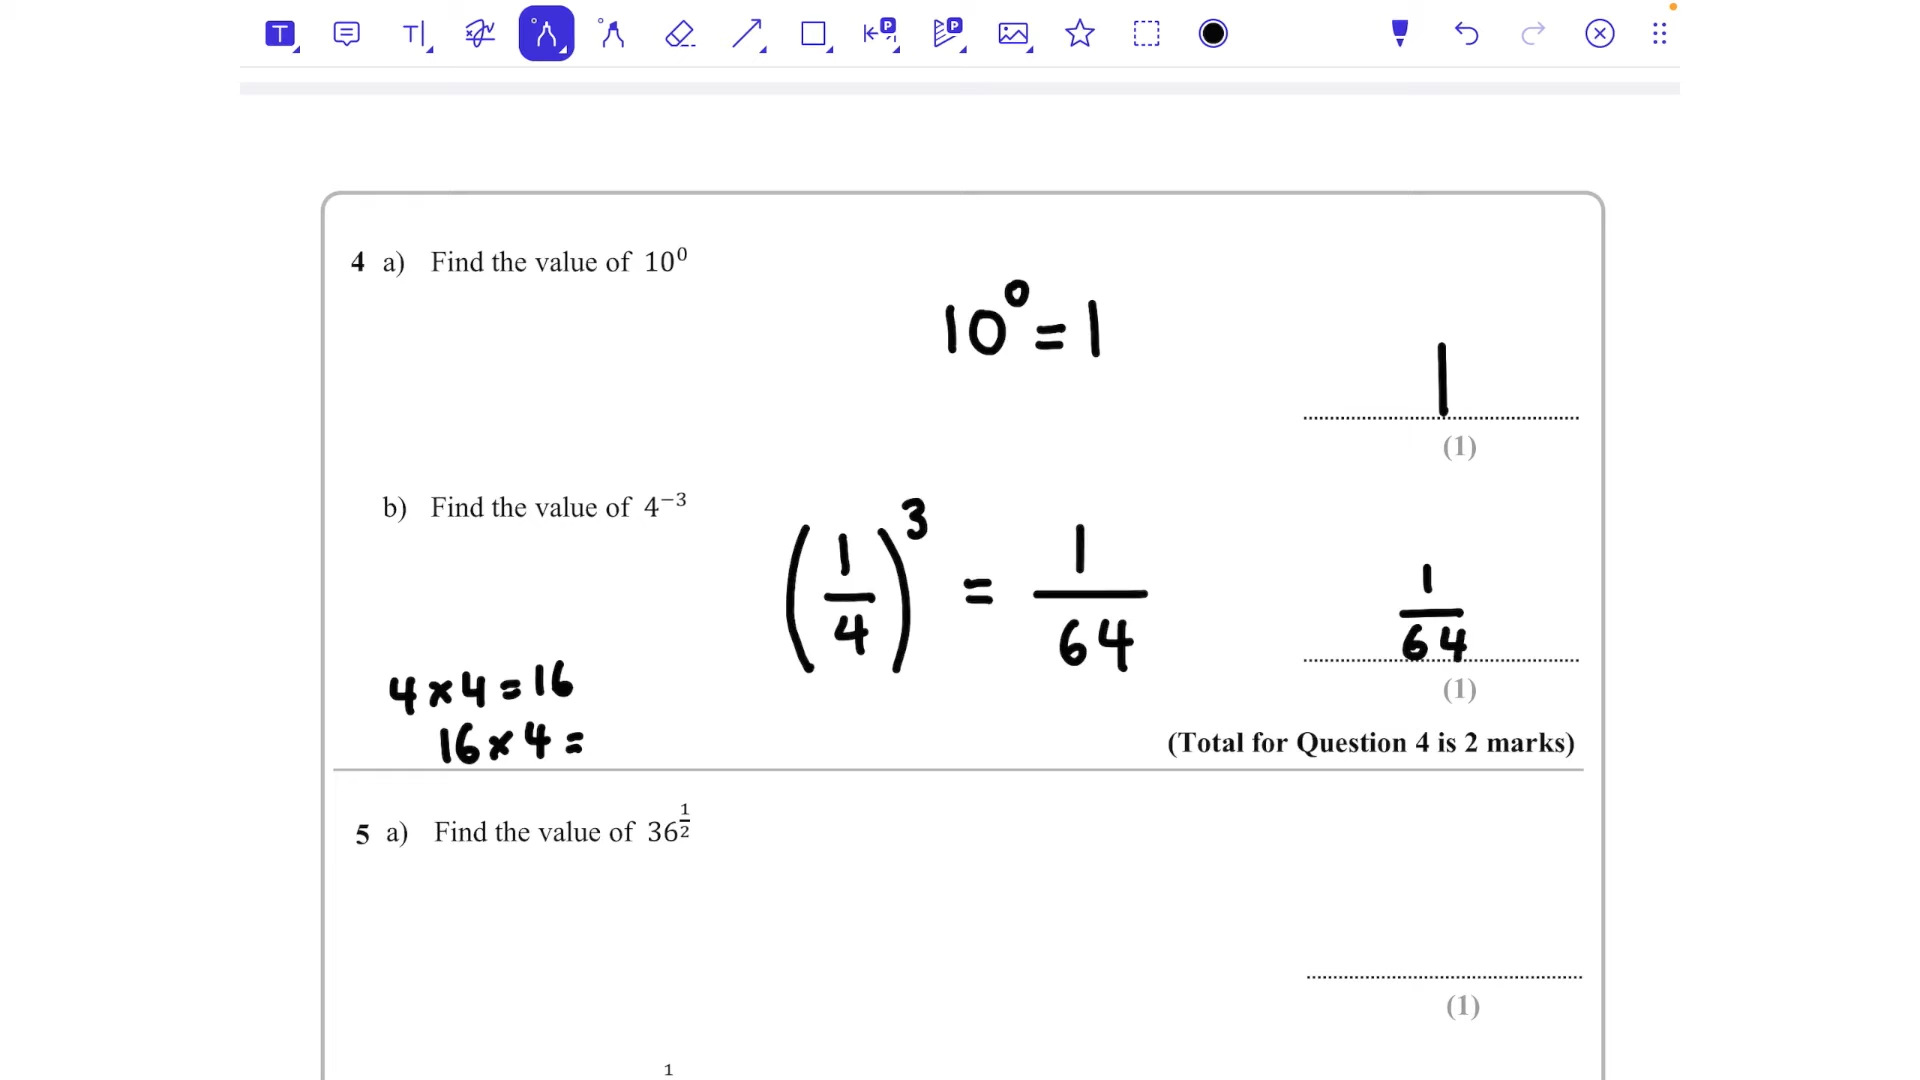 4 a) Find the value of 10⁰
10⁰ = 1
1
(1)
b) Find the value of 4⁻³
(1/4)³ = 1/64
1/64
(1)
4 × 4 = 16
16 × 4 =
(Total for Question 4 is 2 marks)
5 a) Find the value of 36^(1/2)
(1)
1